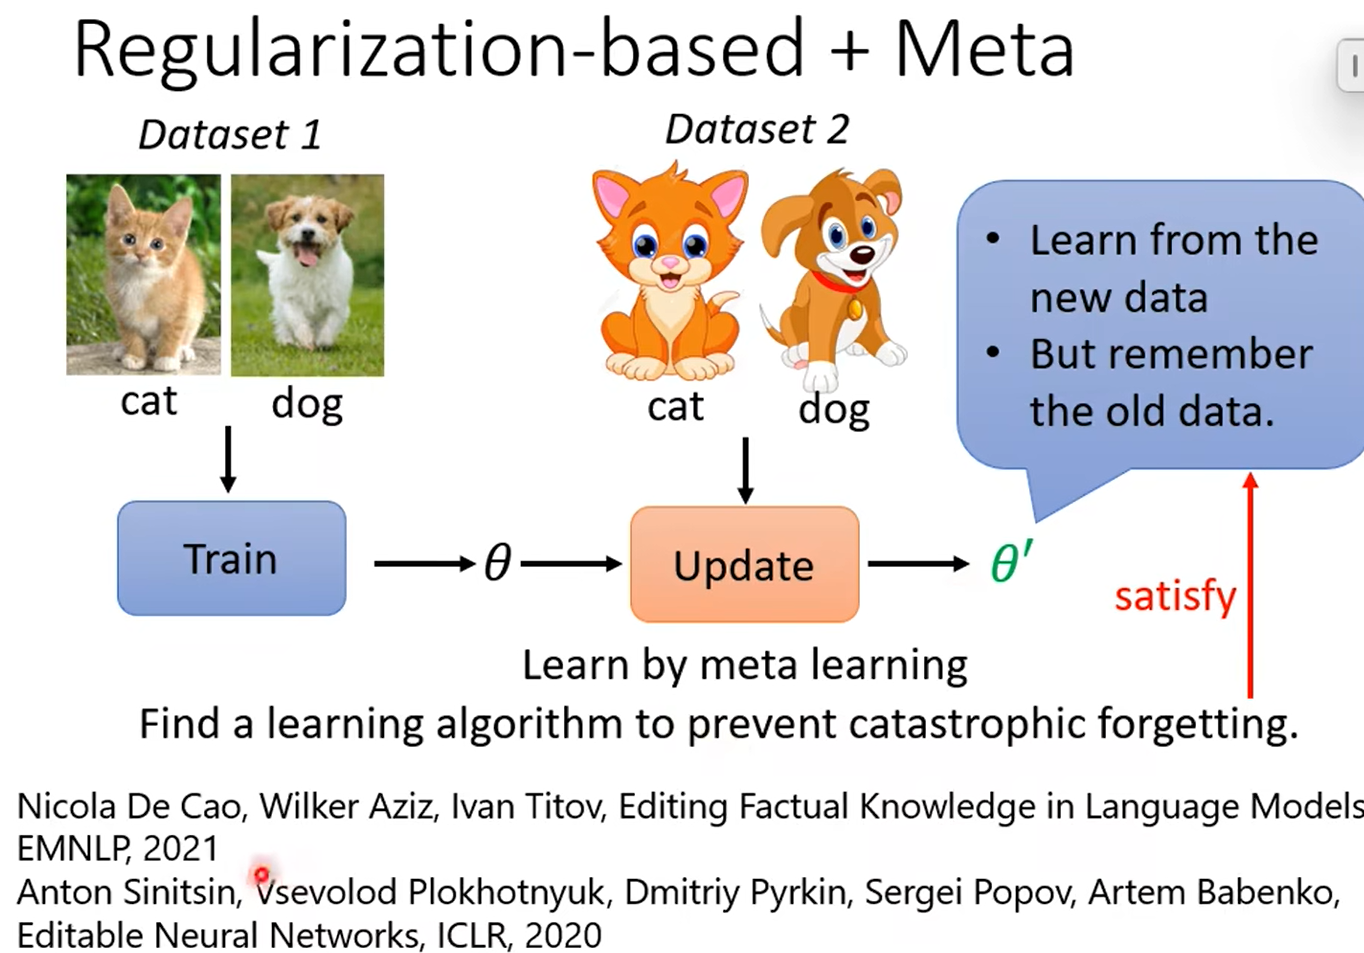 Regularization-based + Meta
Dataset 1
Dataset 2
cat
dog
cat
dog
• Learn from the
new data
• But remember
the old data.
Train
θ
Update
θ′
satisfy
Learn by meta learning
Find a learning algorithm to prevent catastrophic forgetting.
Nicola De Cao, Wilker Aziz, Ivan Titov, Editing Factual Knowledge in Language Models
EMNLP, 2021
Anton Sinitsin, Vsevolod Plokhotnyuk, Dmitriy Pyrkin, Sergei Popov, Artem Babenko,
Editable Neural Networks, ICLR, 2020